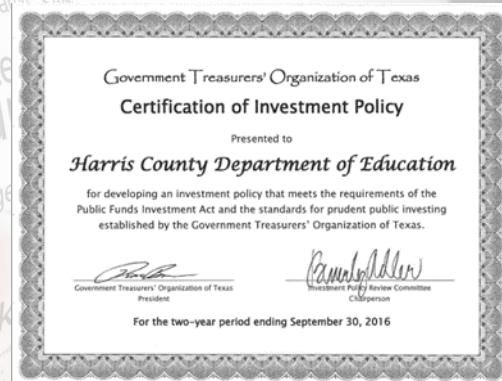 Government Treasurers' Organization of Texas
Certification of Investment Policy
Presented to
Harris County Department of Education
for developing an investment policy that meets the requirements of the
Public Funds Investment Act and the standards for prudent public investing
established by the Government Treasurers' Organization of Texas.
Government Treasurers' Organization of Texas
President
Investment Policy Review Committee
Chairperson
For the two-year period ending September 30, 2016